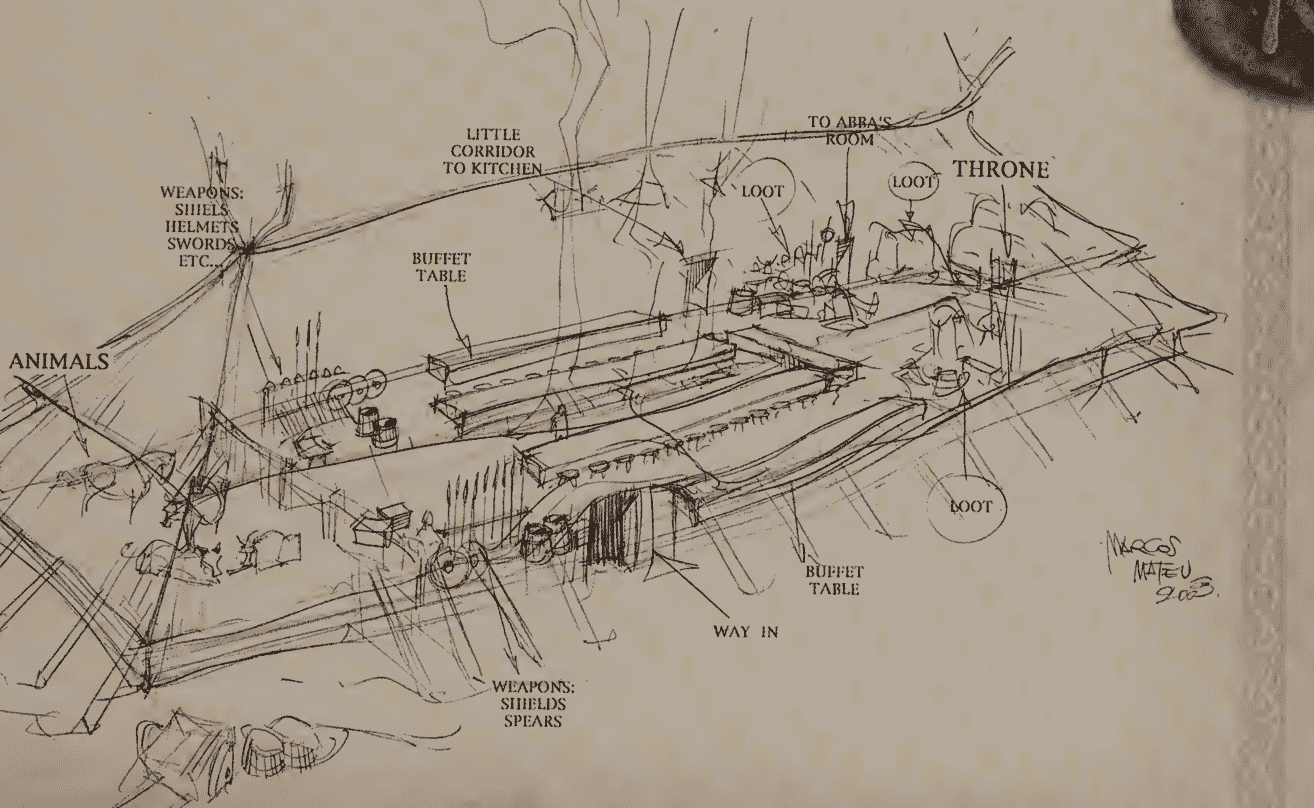 LITTLE
CORRIDOR
TO KITCHEN
TO ABBA'S
ROOM
LOOT
LOOT
THRONE
WEAPONS:
SHIELS
HELMETS
SWORDS
ETC...
BUFFET
TABLE
ANIMALS
LOOT
BUFFET
TABLE
WAY IN
WEAPONS:
SHIELDS
SPEARS
MARCOS
MATEU
2003.